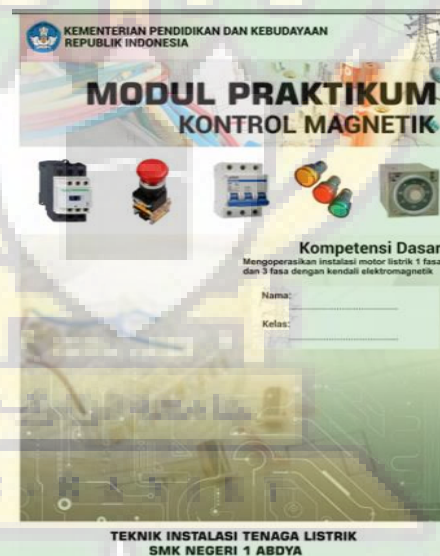 KEMENTERIAN PENDIDIKAN DAN KEBUDAYAAN
REPUBLIK INDONESIA
MODUL PRAKTIKUM
KONTROL MAGNETIK
Kompetensi Dasar
Mengoperasikan instalasi motor listrik 1 fasa
dan 3 fasa dengan kendali elektromagnetik
Nama:
Kelas:
TEKNIK INSTALASI TENAGA LISTRIK
SMK NEGERI 1 ABDYA